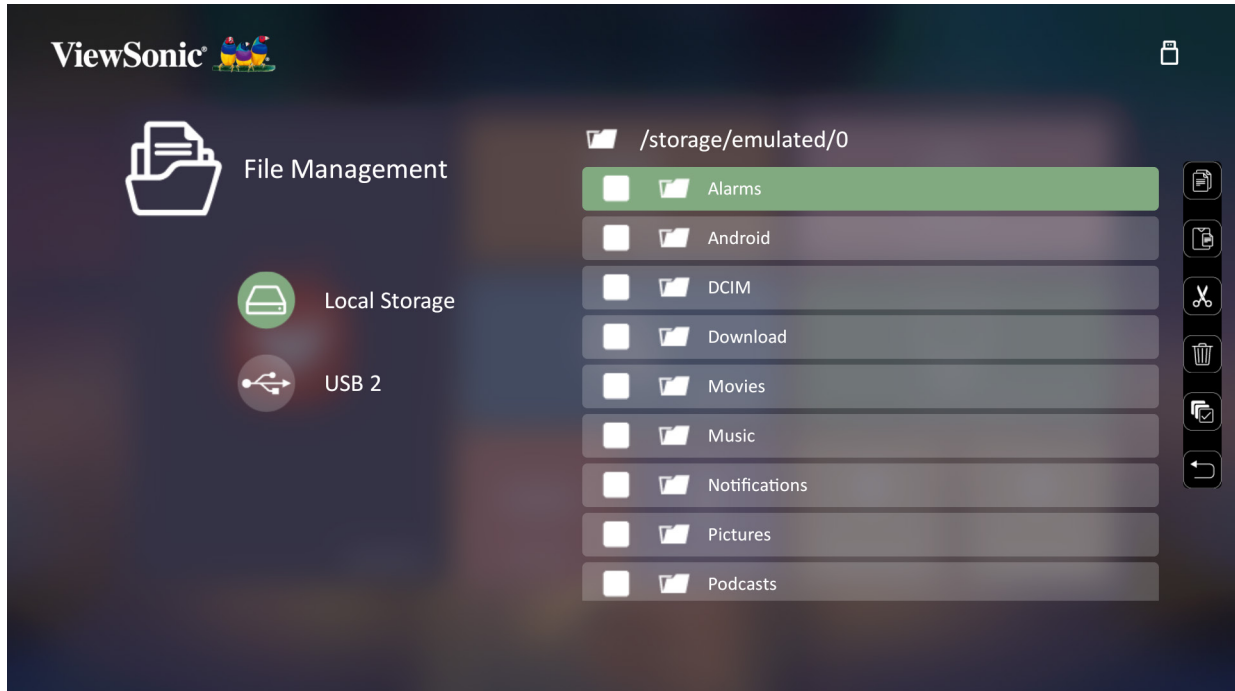 ViewSonic®
File Management
Local Storage
USB 2
/storage/emulated/0
Alarms
Android
DCIM
Download
Movies
Music
Notifications
Pictures
Podcasts